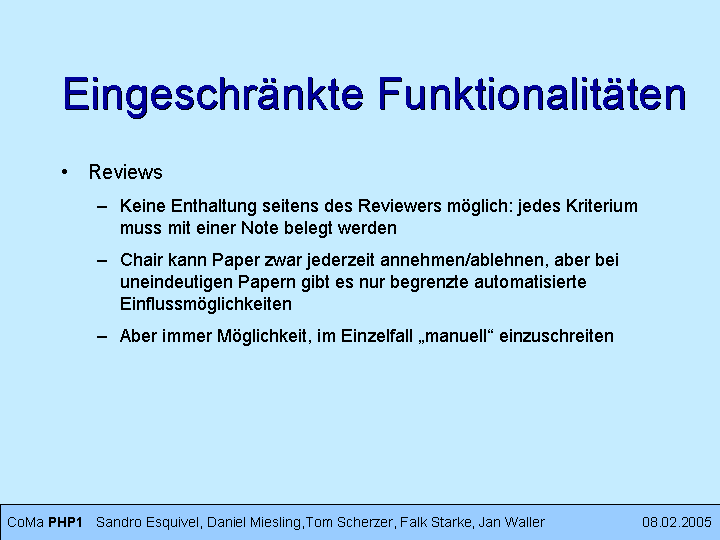 Eingeschränkte Funktionalitäten
• Reviews
– Keine Enthaltung seitens des Reviewers möglich: jedes Kriterium
muss mit einer Note belegt werden
– Chair kann Paper zwar jederzeit annehmen/ablehnen, aber bei
uneindeutigen Papern gibt es nur begrenzte automatisierte
Einflussmöglichkeiten
– Aber immer Möglichkeit, im Einzelfall „manuell“ einzuschreiten
CoMa PHP1 Sandro Esquivel, Daniel Miesling,Tom Scherzer, Falk Starke, Jan Waller 08.02.2005